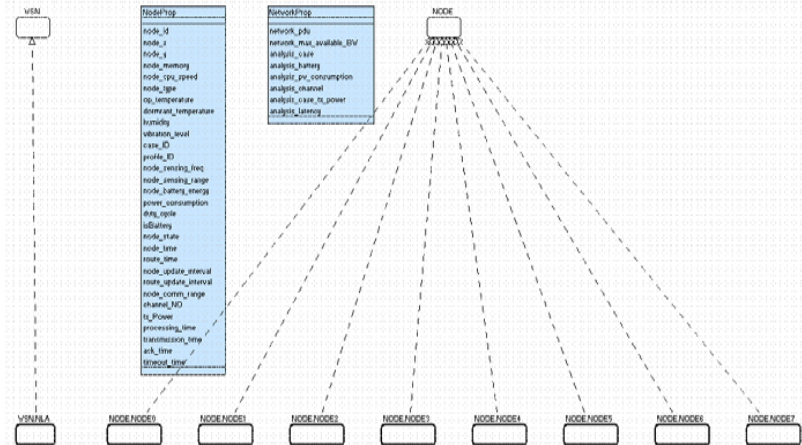 WSN
NodeProp
node_id
node_x
node_y
node_memory
node_cpu_speed
node_type
op_temperature
dormant_temperature
humidity
vibration_level
case_ID
profile_ID
node_sensing_freq
node_sensing_range
node_battery_energy
power_consumption
duty_cycle
isBattery
node_state
node_time
route_time
node_update_interval
route_update_interval
node_comm_range
channel_NO
tx_Power
processing_time
transmission_time
ack_time
timeout_time'
NetworkProp
network_pdu
network_max_available_BW
analysis_case
analysis_battery
analysis_pw_consumption
analysis_channel
analysis_case_tx_power
analysis_latency
NODE
WSN.NLA
NODE.NODE0
NODE.NODE1
NODE.NODE2
NODE.NODE3
NODE.NODE4
NODE.NODE5
NODE.NODE6
NODE.NODE7